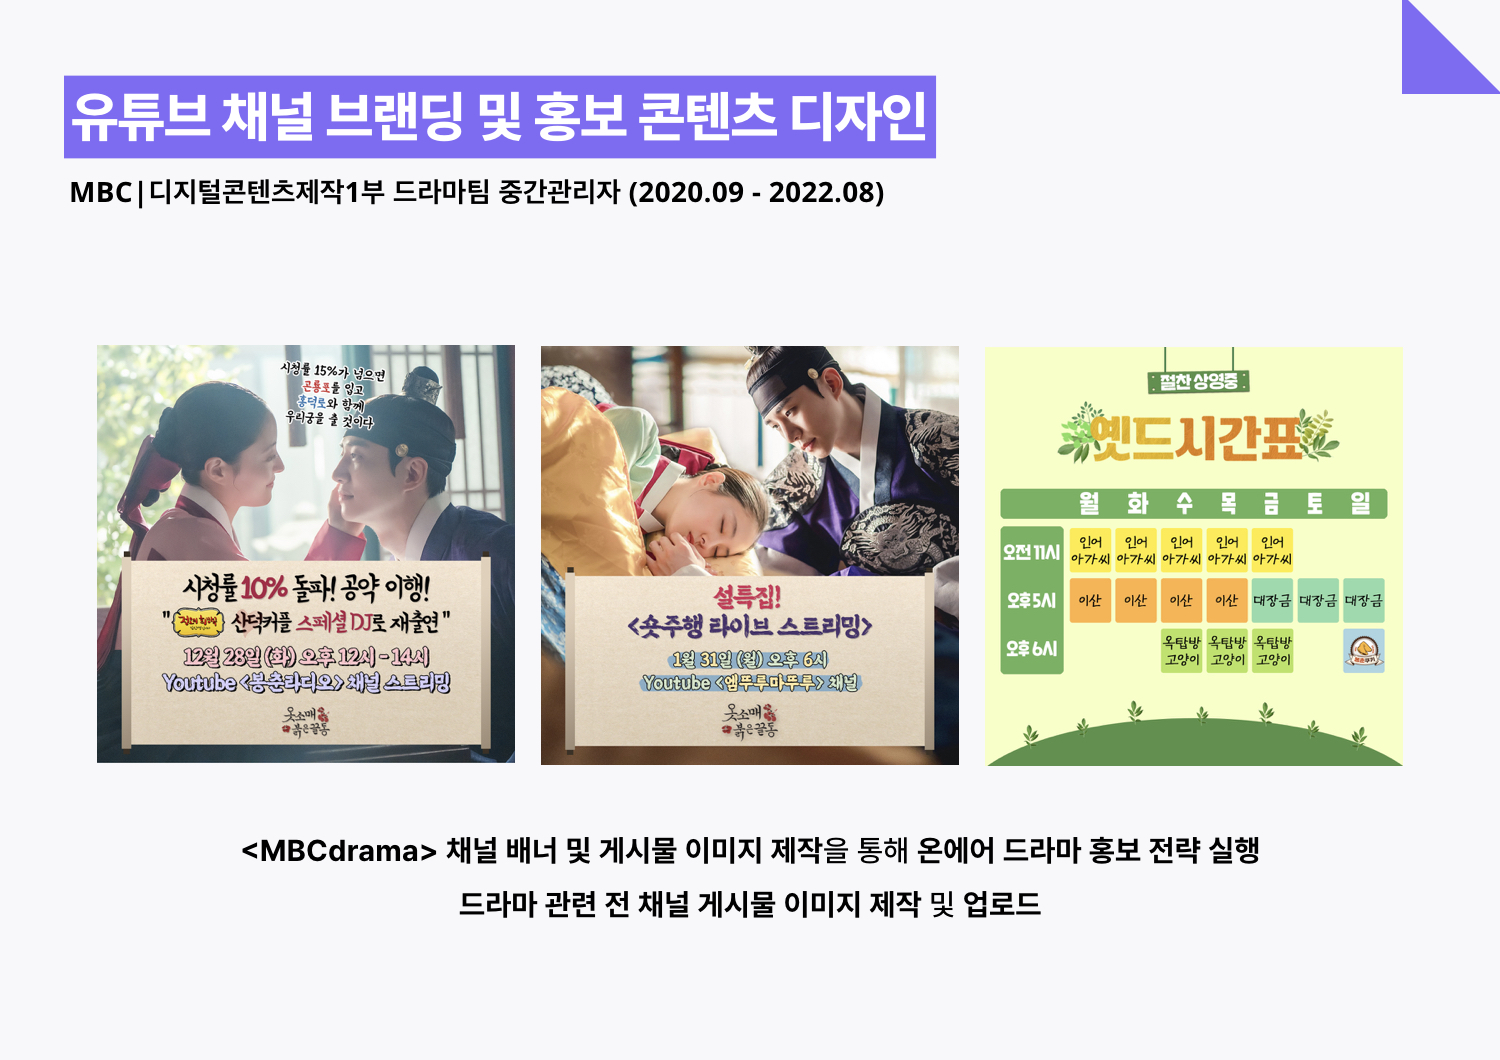 유튜브 채널 브랜딩 및 홍보 콘텐츠 디자인
MBC|디지털콘텐츠제작1부 드라마팀 중간관리자 (2020.09 - 2022.08)
시청률 15%가 넘으면
곤룡포를 입고
홍덕로와 함께
우리궁을 출 것이다
시청률 10% 돌파! 공약 이행!
" 산덕커플 스페셜 DJ로 재출연 "
12월 28일 (화) 오후 12시 - 14시
Youtube <봉춘라디오> 채널 스트리밍
옷소매
붉은끝동
설특집!
<숏주행 라이브 스트리밍>
1월 31일 (월) 오후 6시
Youtube <엠뚜루마뚜루> 채널
옷소매
붉은끝동
절찬 상영중
옛드시간표
월 화 수 목 금 토 일
오전 11시 인어 아가씨 인어 아가씨 인어 아가씨 인어 아가씨 인어 아가씨
오후 5시 이산 이산 이산 이산 대장금 대장금 대장금
오후 6시 옥탑방 고양이 옥탑방 고양이 옥탑방 고양이
<MBCdrama> 채널 배너 및 게시물 이미지 제작을 통해 온에어 드라마 홍보 전략 실행
드라마 관련 전 채널 게시물 이미지 제작 및 업로드